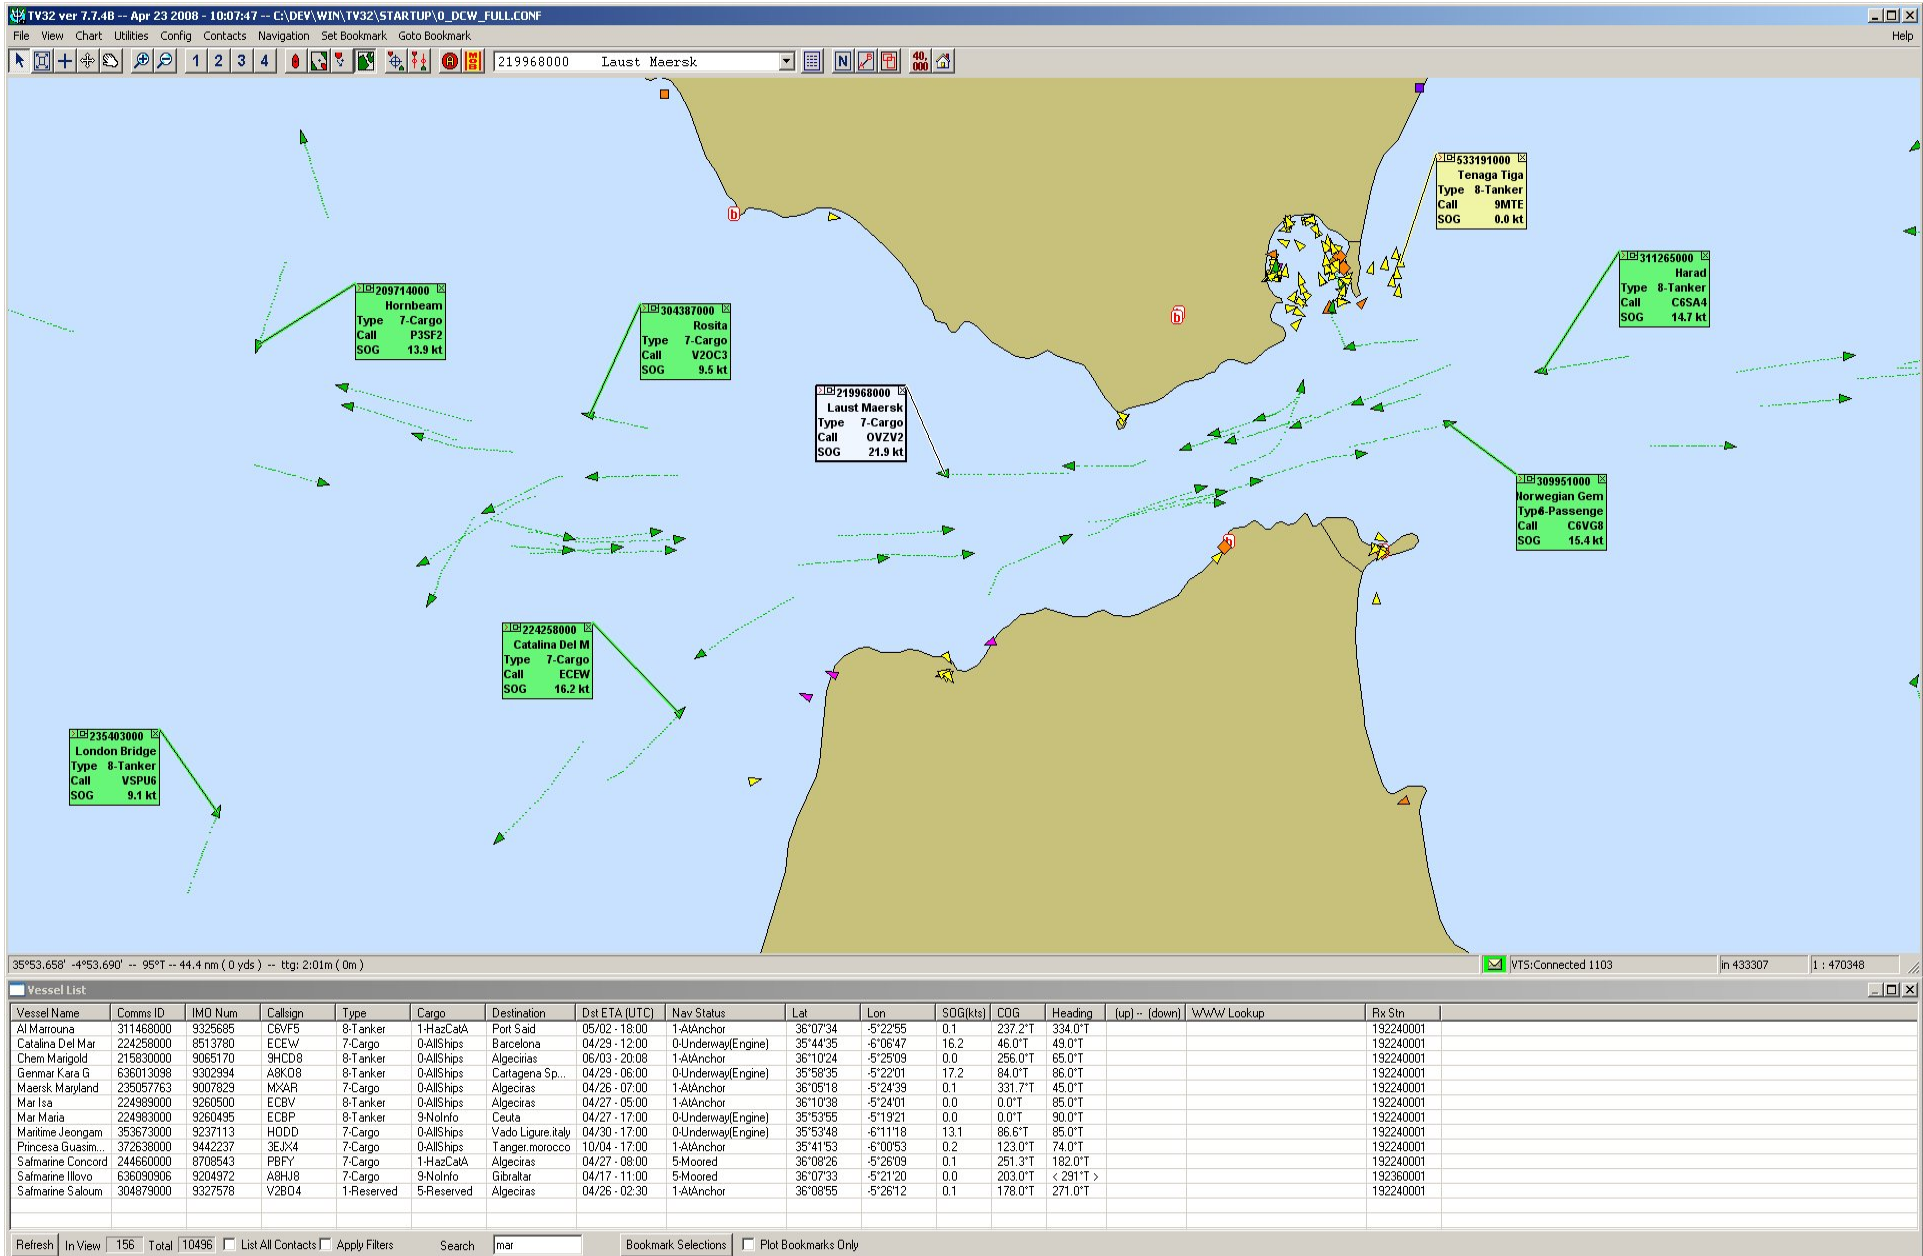 TV32 ver 7.7.4B -- Apr 23 2008 - 10:07:47 -- C:\DEV\WIN\TV32\STARTUP\0_DCW_FULL.CONF
File View Chart Utilities Config Contacts Navigation Set Bookmark Goto Bookmark Help
1 2 3 4 A MOB 219968000 Laust Maersk N 40,000
b
b
b
533191000
Tenaga Tiga
Type 8-Tanker
Call 9MTE
SOG 0.0 kt
311265000
Harad
Type 8-Tanker
Call C6SA4
SOG 14.7 kt
209714000
Hornbeam
Type 7-Cargo
Call P3SF2
SOG 13.9 kt
304387000
Rosita
Type 7-Cargo
Call V2OC3
SOG 9.5 kt
219968000
Laust Maersk
Type 7-Cargo
Call OVZV2
SOG 21.9 kt
309951000
Norwegian Gem
Type 6-Passenge
Call C6VG8
SOG 15.4 kt
224258000
Catalina Del M
Type 7-Cargo
Call ECEW
SOG 16.2 kt
235403000
London Bridge
Type 8-Tanker
Call VSPU6
SOG 9.1 kt
35°53.658' -4°53.690' -- 95°T -- 44.4 nm ( 0 yds ) -- ttg: 2:01m ( 0m ) VTS:Connected 1103 in 433307 1 : 470348
Vessel List
Vessel Name Comms ID IMO Num Callsign Type Cargo Destination Dst ETA (UTC) Nav Status Lat Lon SOG(kts) COG Heading (up) -- (down) WWW Lookup Rx Stn
Al Marrouna 311468000 9325685 C6VF5 8-Tanker 1-HazCatA Port Said 05/02 - 18:00 1-AtAnchor 36°07'34 -5°22'55 0.1 237.2°T 334.0°T 192240001
Catalina Del Mar 224258000 8513780 ECEW 7-Cargo 0-AllShips Barcelona 04/29 - 12:00 0-Underway(Engine) 35°44'35 -6°06'47 16.2 46.0°T 49.0°T 192240001
Chem Marigold 215830000 9065170 9HCD8 8-Tanker 0-AllShips Algecirias 06/03 - 20:08 1-AtAnchor 36°10'24 -5°25'09 0.0 256.0°T 65.0°T 192240001
Genmar Kara G 636013098 9302994 A8KO8 8-Tanker 0-AllShips Cartagena Sp... 04/29 - 06:00 0-Underway(Engine) 35°58'35 -5°22'01 17.2 84.0°T 86.0°T 192240001
Maersk Maryland 235057763 9007829 MXAR 7-Cargo 0-AllShips Algeciras 04/26 - 07:00 1-AtAnchor 36°05'18 -5°24'39 0.1 331.7°T 45.0°T 192240001
Mar Isa 224989000 9260500 ECBV 8-Tanker 0-AllShips Algeciras 04/27 - 05:00 1-AtAnchor 36°10'38 -5°24'01 0.0 0.0°T 85.0°T 192240001
Mar Maria 224983000 9260495 ECBP 8-Tanker 9-NoInfo Ceuta 04/27 - 17:00 0-Underway(Engine) 35°53'55 -5°19'21 0.0 0.0°T 90.0°T 192240001
Maritime Jeongam 353673000 9237113 HODD 7-Cargo 0-AllShips Vado Ligure.italy 04/30 - 17:00 0-Underway(Engine) 35°53'48 -6°11'18 13.1 86.6°T 85.0°T 192240001
Princesa Guasim... 372638000 9442237 3EJX4 7-Cargo 0-AllShips Tanger.morocco 10/04 - 17:00 1-AtAnchor 35°41'53 -6°00'53 0.2 123.0°T 74.0°T 192240001
Safmarine Concord 244660000 8708543 PBFY 7-Cargo 1-HazCatA Algeciras 04/27 - 08:00 5-Moored 36°08'26 -5°26'09 0.1 251.3°T 182.0°T 192240001
Safmarine Illovo 636090906 9204972 A8HJ8 7-Cargo 9-NoInfo Gibraltar 04/17 - 11:00 5-Moored 36°07'33 -5°21'20 0.0 203.0°T < 291°T > 192360001
Safmarine Saloum 304879000 9327578 V2BO4 1-Reserved 5-Reserved Algeciras 04/26 - 02:30 1-AtAnchor 36°08'55 -5°26'12 0.1 178.0°T 271.0°T 192240001
Refresh In View 156 Total 10496 List All Contacts Apply Filters Search mar Bookmark Selections Plot Bookmarks Only